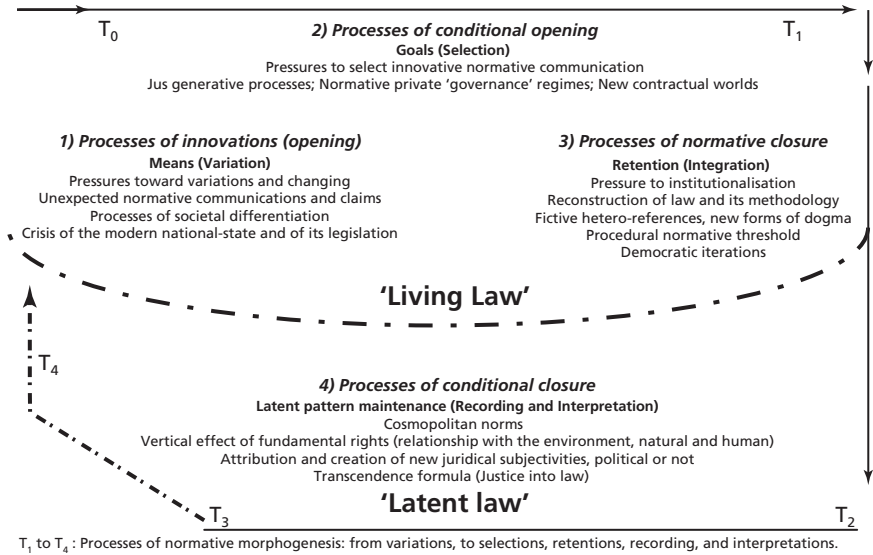 T0
T1
2) Processes of conditional opening
Goals (Selection)
Pressures to select innovative normative communication
Jus generative processes; Normative private ‘governance’ regimes; New contractual worlds
1) Processes of innovations (opening)
Means (Variation)
Pressures toward variations and changing
Unexpected normative communications and claims
Processes of societal differentiation
Crisis of the modern national-state and of its legislation
3) Processes of normative closure
Retention (Integration)
Pressure to institutionalisation
Reconstruction of law and its methodology
Fictive hetero-references, new forms of dogma
Procedural normative threshold
Democratic iterations
‘Living Law’
T4
4) Processes of conditional closure
Latent pattern maintenance (Recording and Interpretation)
Cosmopolitan norms
Vertical effect of fundamental rights (relationship with the environment, natural and human)
Attribution and creation of new juridical subjectivities, political or not
Transcendence formula (Justice into law)
‘Latent law’
T3
T2
T1 to T4 : Processes of normative morphogenesis: from variations, to selections, retentions, recording, and interpretations.